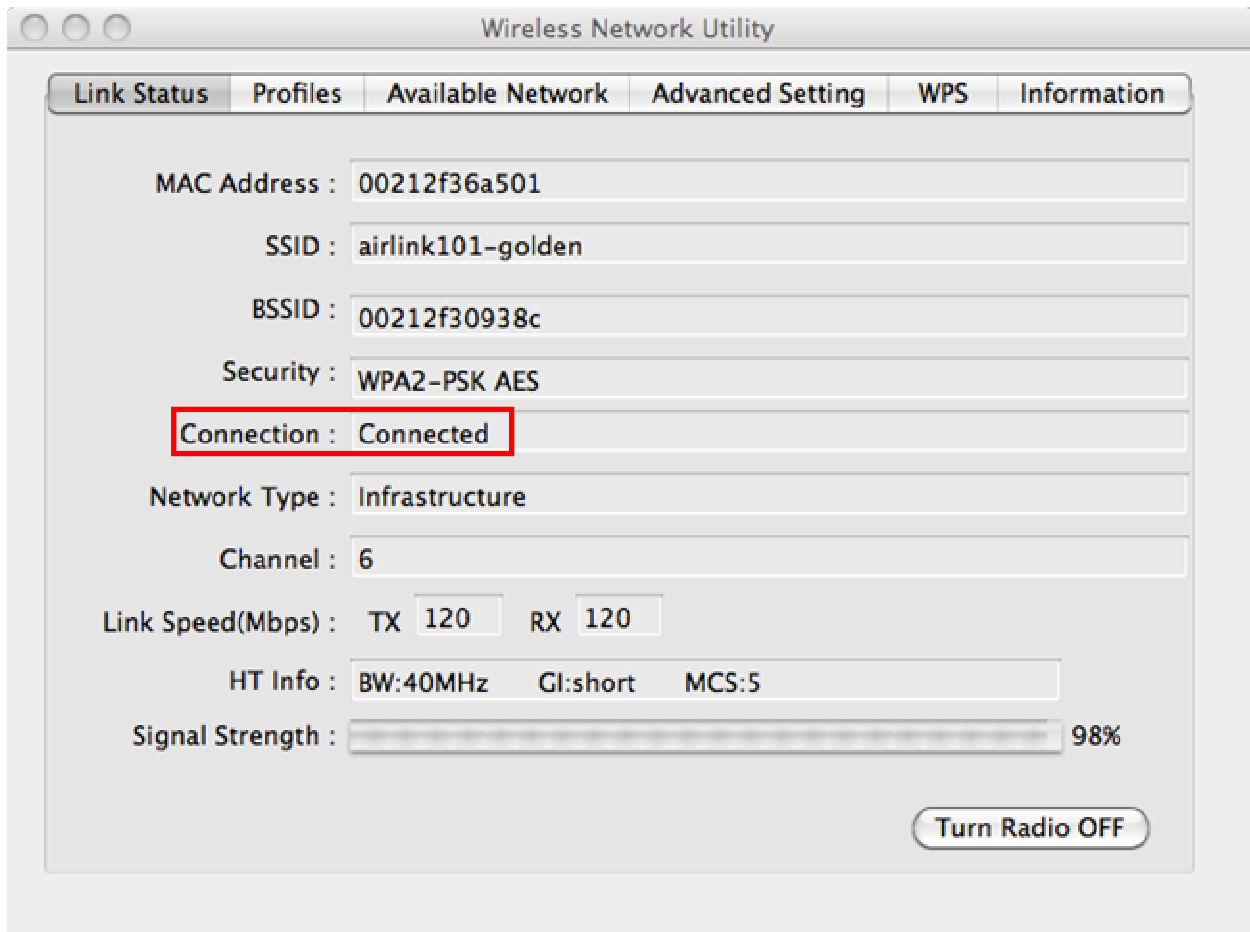 Wireless Network Utility
Link Status Profiles Available Network Advanced Setting WPS Information
MAC Address : 00212f36a501
SSID : airlink101-golden
BSSID : 00212f30938c
Security : WPA2-PSK AES
Connection : Connected
Network Type : Infrastructure
Channel : 6
Link Speed(Mbps) : TX 120 RX 120
HT Info : BW:40MHz GI:short MCS:5
Signal Strength : 98%
Turn Radio OFF